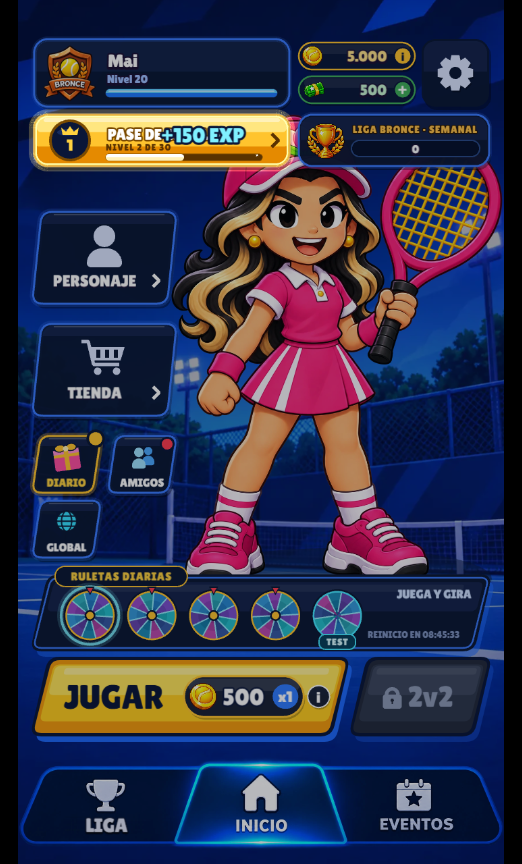 BRONCE
Mai
Nivel 20
5.000 i
500 +
1
PASE DE +150 EXP
NIVEL 2 DE 30
LIGA BRONCE · SEMANAL
0
PERSONAJE
TIENDA
DIARIO
AMIGOS
GLOBAL
RULETAS DIARIAS
JUEGA Y GIRA
TEST
REINICIO EN 08:45:33
JUGAR 500 x1 i
2v2
LIGA
INICIO
EVENTOS